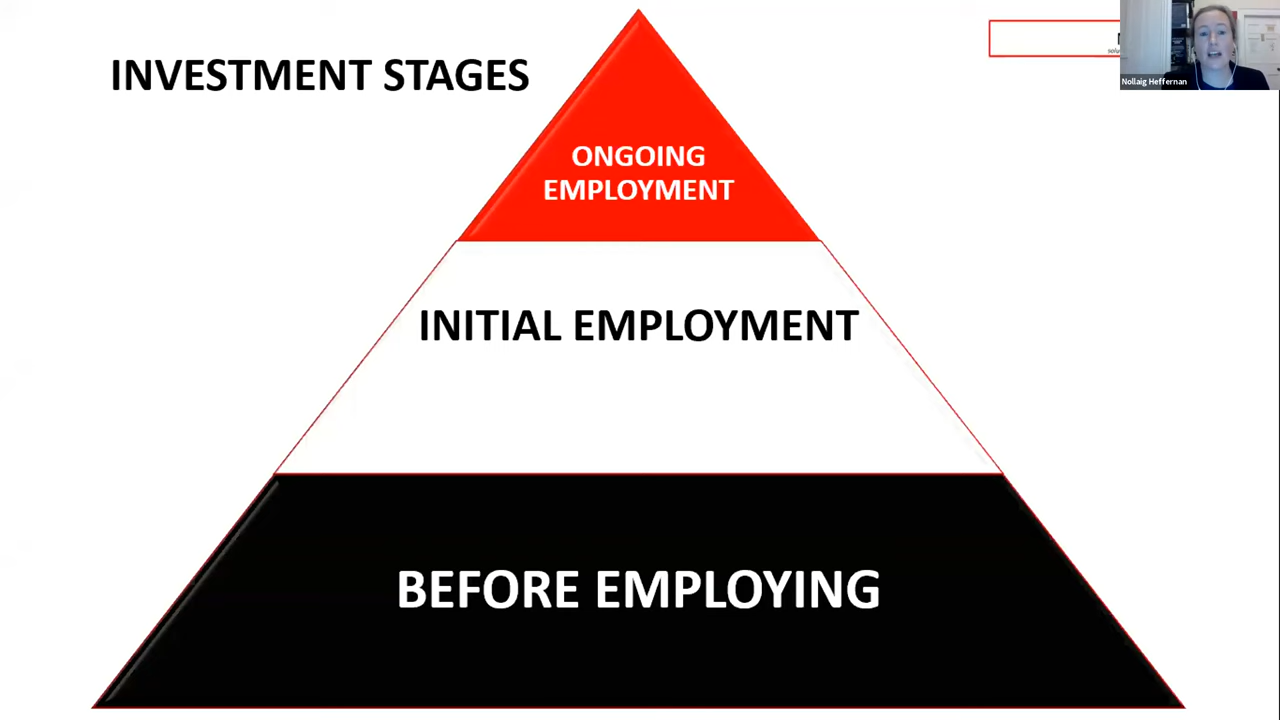 INVESTMENT STAGES
Nollaig Heffernan
ONGOING
EMPLOYMENT
INITIAL EMPLOYMENT
BEFORE EMPLOYING